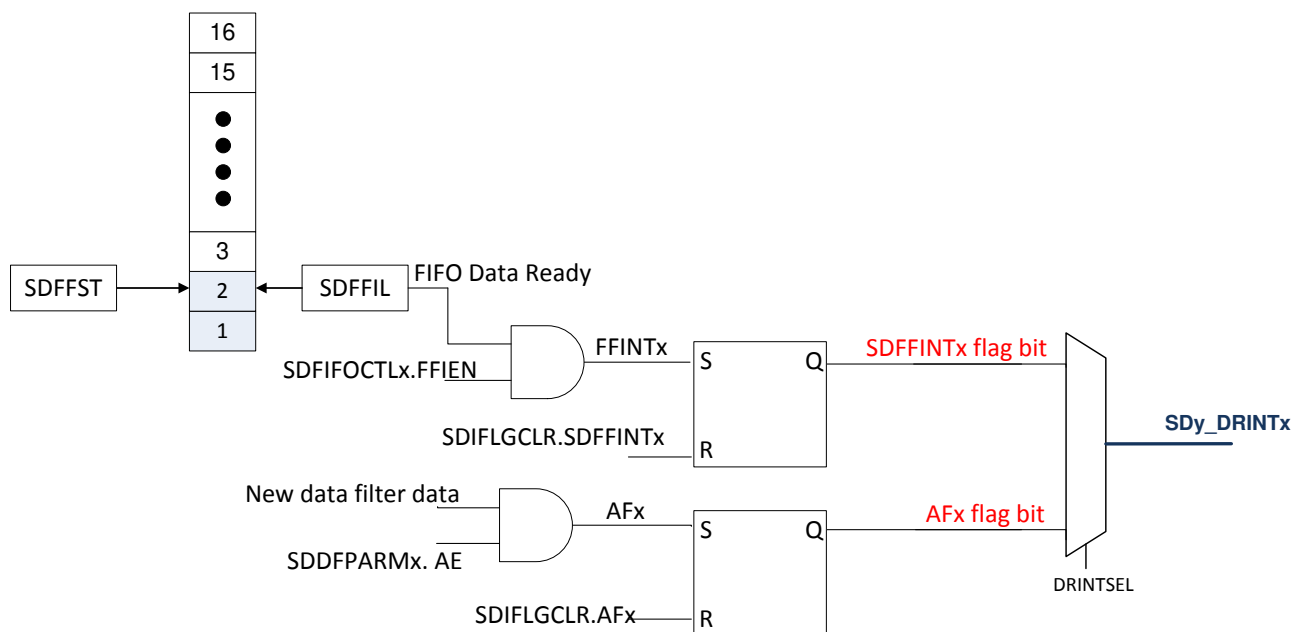 16
15
3
SDFFST
2
SDFFIL
FIFO Data Ready
1
SDFIFOCTLx.FFIEN
FFINTx
S
Q
SDFFINTx flag bit
SDIFLGCLR.SDFFINTx
R
SDy_DRINTx
New data filter data
AFx
S
Q
AFx flag bit
SDDFPARMx. AE
DRINTSEL
SDIFLGCLR.AFx
R